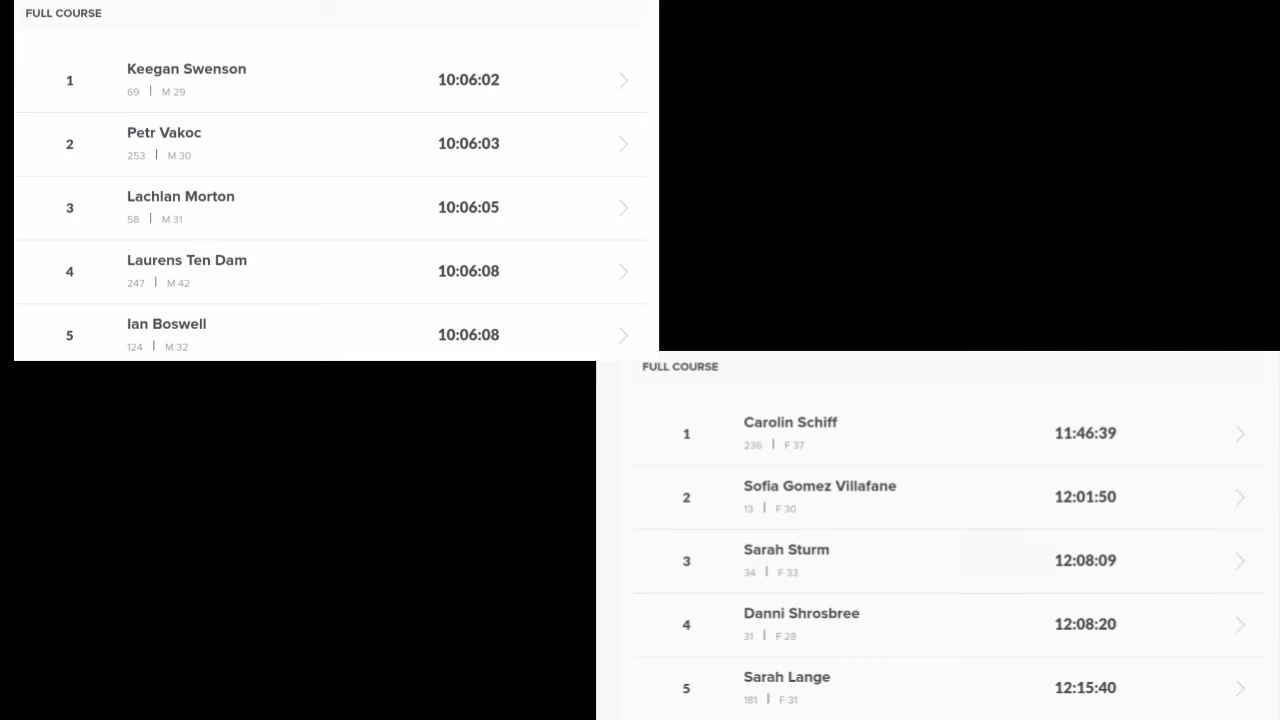 FULL COURSE
1 Keegan Swenson 10:06:02
69 | M 29
2 Petr Vakoc 10:06:03
253 | M 30
3 Lachlan Morton 10:06:05
58 | M 31
4 Laurens Ten Dam 10:06:08
247 | M 42
5 Ian Boswell 10:06:08
124 | M 32
FULL COURSE
1 Carolin Schiff 11:46:39
236 | F 37
2 Sofia Gomez Villafane 12:01:50
13 | F 30
3 Sarah Sturm 12:08:09
34 | F 33
4 Danni Shrosbree 12:08:20
31 | F 28
5 Sarah Lange 12:15:40
181 | F 31